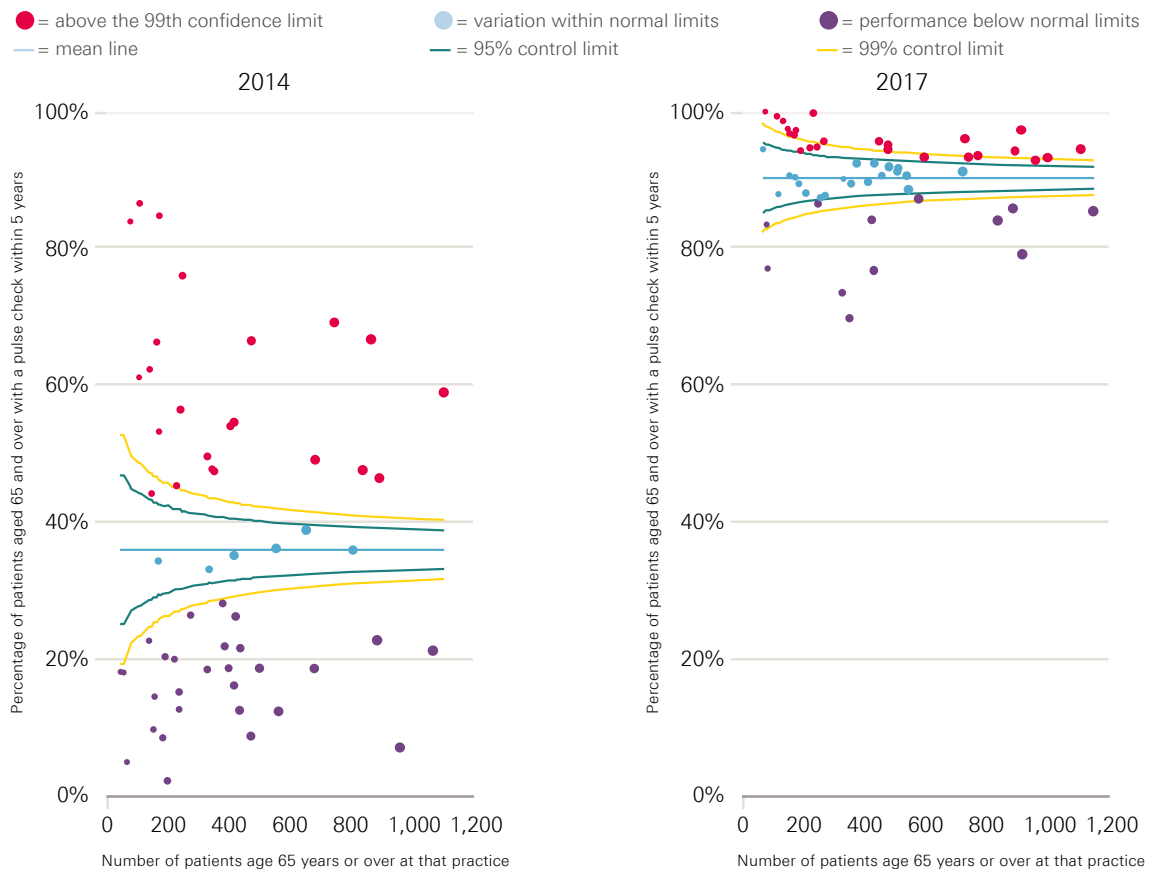 = above the 99th confidence limit
= variation within normal limits
= performance below normal limits
= mean line
= 95% control limit
= 99% control limit
2014
Percentage of patients aged 65 and over with a pulse check within 5 years
100%
80%
60%
40%
20%
0%
0 200 400 600 800 1,000 1,200
Number of patients age 65 years or over at that practice
2017
Percentage of patients aged 65 and over with a pulse check within 5 years
100%
80%
60%
40%
20%
0%
0 200 400 600 800 1,000 1,200
Number of patients age 65 years or over at that practice